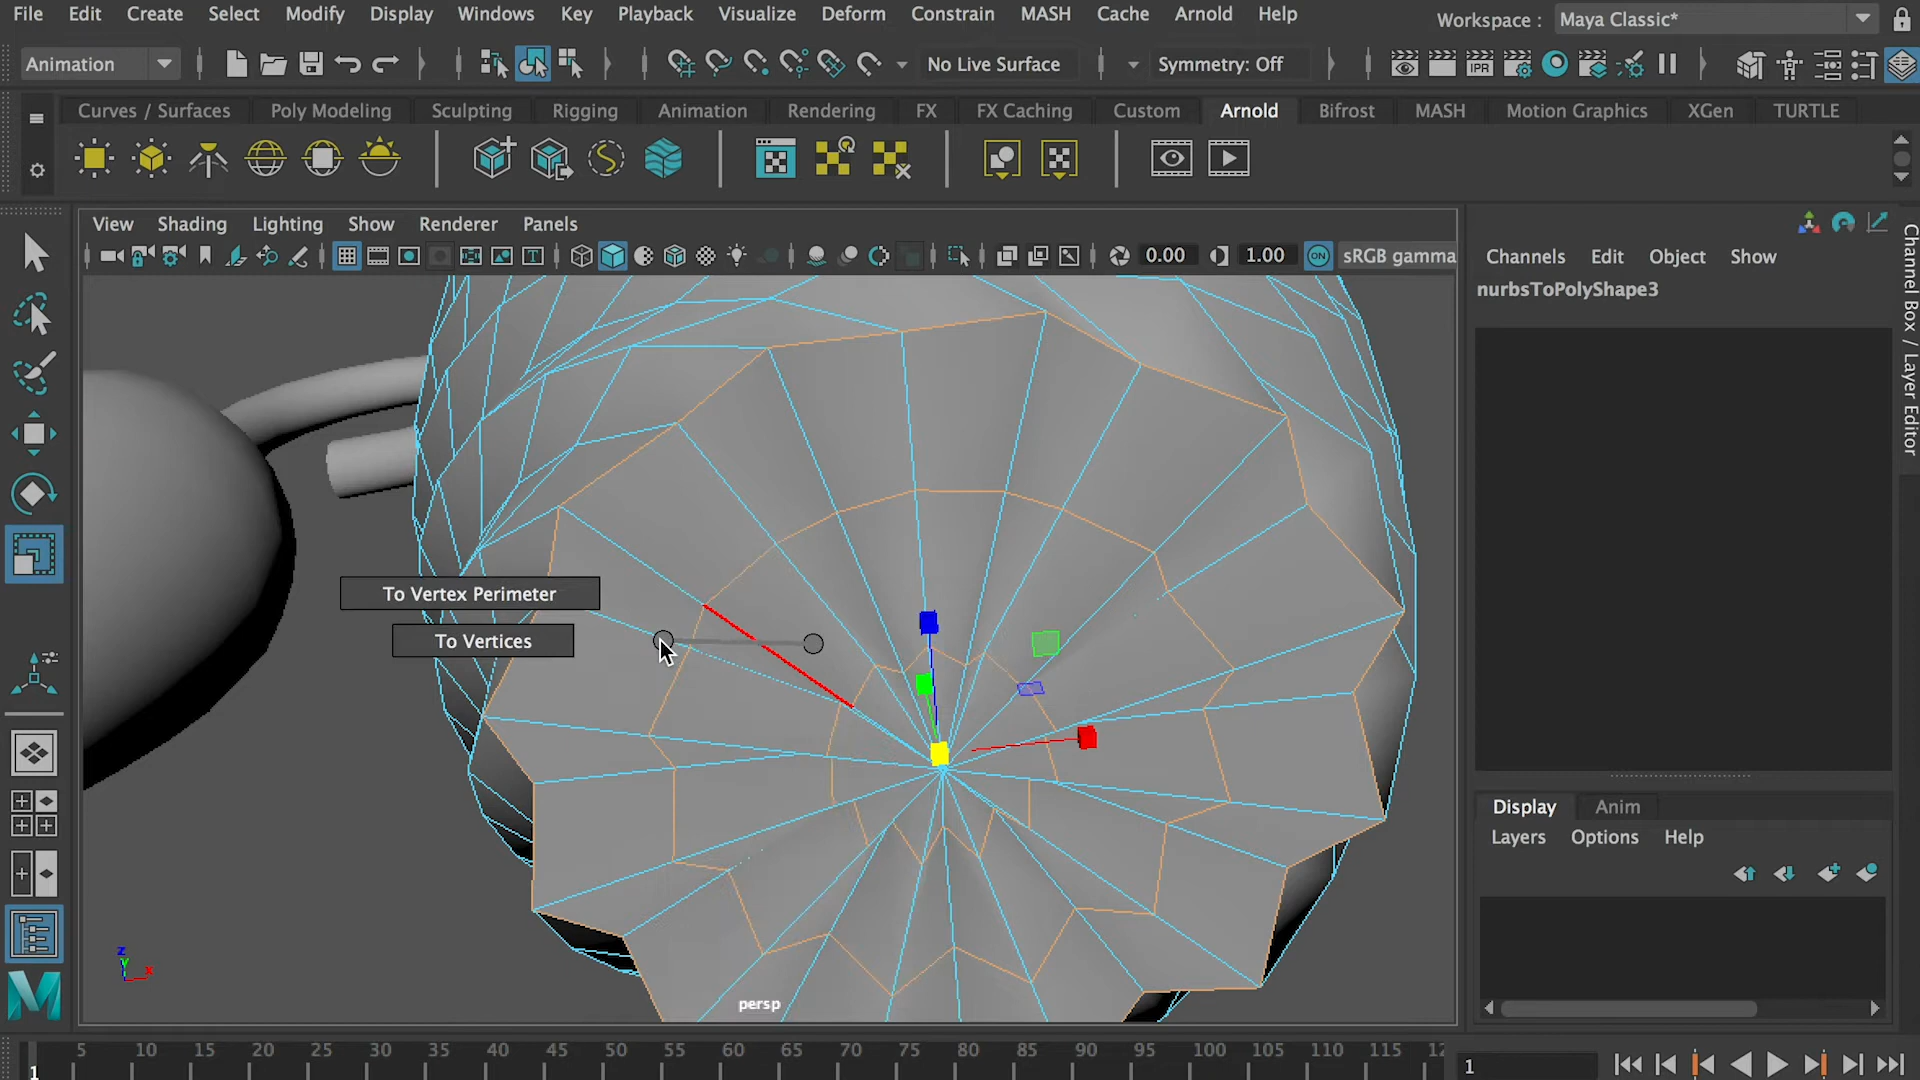 File Edit Create Select Modify Display Windows Key Playback Visualize Deform Constrain MASH Cache Arnold Help
Workspace : Maya Classic*
Animation No Live Surface Symmetry: Off
IPR
Curves / Surfaces Poly Modeling Sculpting Rigging Animation Rendering FX FX Caching Custom Arnold Bifrost MASH Motion Graphics XGen TURTLE
View Shading Lighting Show Renderer Panels
T 0.00 1.00 ON sRGB gamma
Channels Edit Object Show
nurbsToPolyShape3
Channel Box / Layer Editor
To Vertex Perimeter
To Vertices
Display Anim
Layers Options Help
z
Y
x
persp
M
5 10 15 20 25 30 35 40 45 50 55 60 65 70 75 80 85 90 95 100 105 110 115 12
1
1